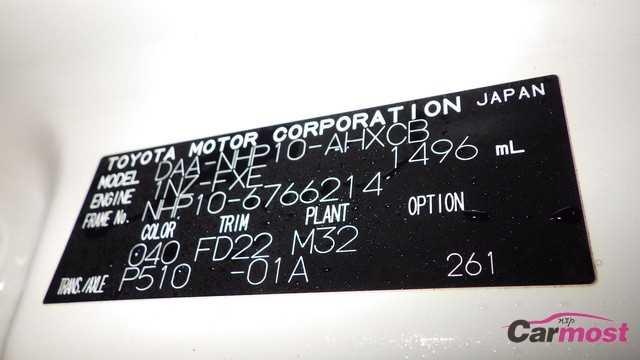 TOYOTA MOTOR CORPORATION JAPAN
MODEL DAA-NHP10-AHXCB
ENGINE 1NZ-FXE 1496 mL
FRAME No. NHP10-6766214
COLOR TRIM PLANT OPTION
040 FD22 M32
TRANS./AXLE P510 -01A 261
Carmost